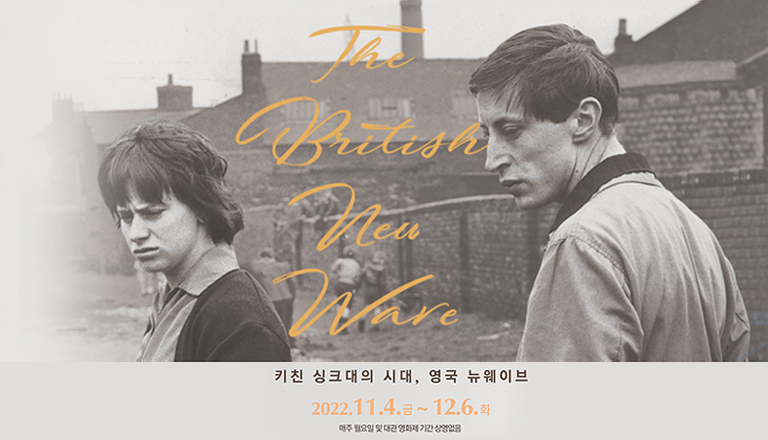 The
British
New
Wave
키친 싱크대의 시대, 영국 뉴웨이브
2022.11.4.금 ~ 12.6.화
매주 월요일 및 대관 영화제 기간 상영없음